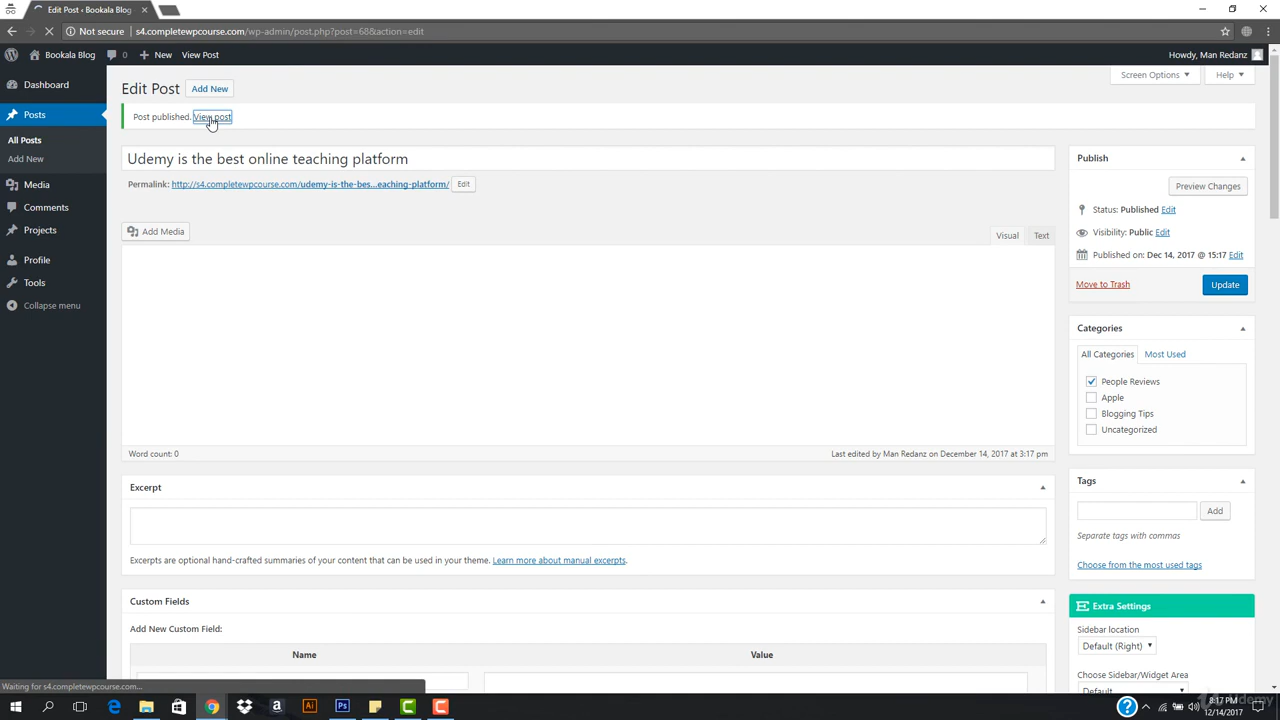 Edit Post ‹ Bookala Blog
Not secure | s4.completewpcourse.com/wp-admin/post.php?post=68&action=edit
Bookala Blog 0 New View Post Howdy, Man Redanz
Dashboard
Posts
All Posts
Add New
Media
Comments
Projects
Profile
Tools
Collapse menu
Screen Options Help
Edit Post Add New
Post published. View post
Udemy is the best online teaching platform
Permalink: http://s4.completewpcourse.com/udemy-is-the-bes…eaching-platform/ Edit
Add Media
Visual Text
Word count: 0 Last edited by Man Redanz on December 14, 2017 at 3:17 pm
Excerpt
Excerpts are optional hand-crafted summaries of your content that can be used in your theme. Learn more about manual excerpts.
Custom Fields
Add New Custom Field:
Name Value
Publish
Preview Changes
Status: Published Edit
Visibility: Public Edit
Published on: Dec 14, 2017 @ 15:17 Edit
Move to Trash Update
Categories
All Categories Most Used
People Reviews
Apple
Blogging Tips
Uncategorized
Tags
Add
Separate tags with commas
Choose from the most used tags
Extra Settings
Sidebar location
Default (Right)
Choose Sidebar/Widget Area
Default
Waiting for s4.completewpcourse.com...
Udemy
8:17 PM
12/14/2017